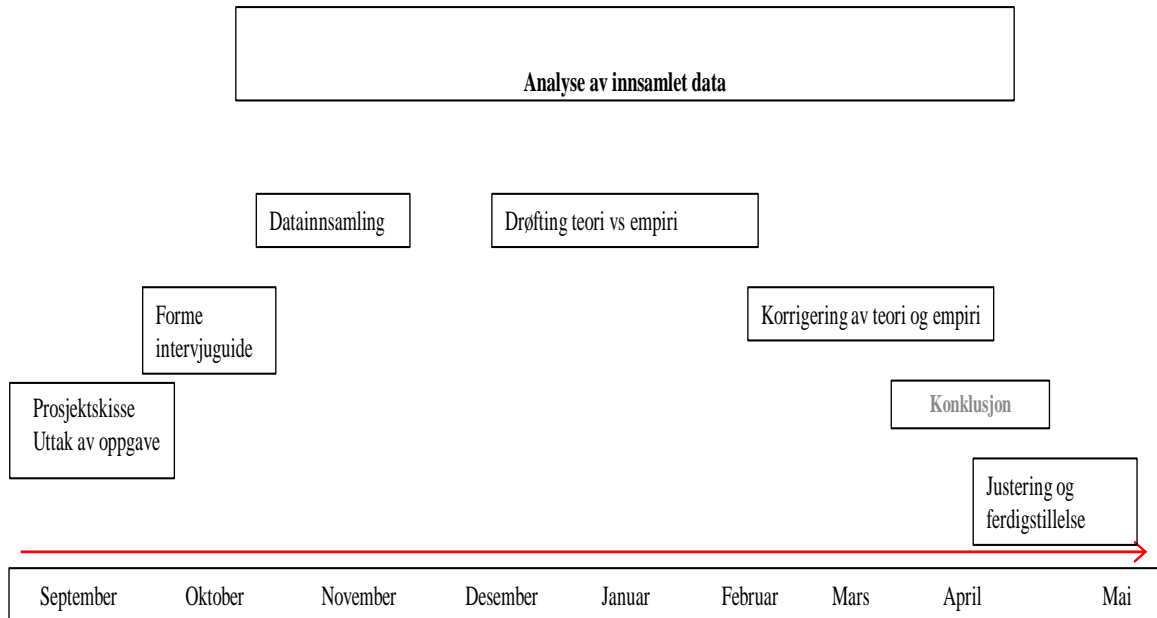 Analyse av innsamlet data
Datainnsamling
Drøfting teori vs empiri
Forme
intervjuguide
Korrigering av teori og empiri
Prosjektskisse
Uttak av oppgave
Konklusjon
Justering og
ferdigstillelse
September Oktober November Desember Januar Februar Mars April Mai